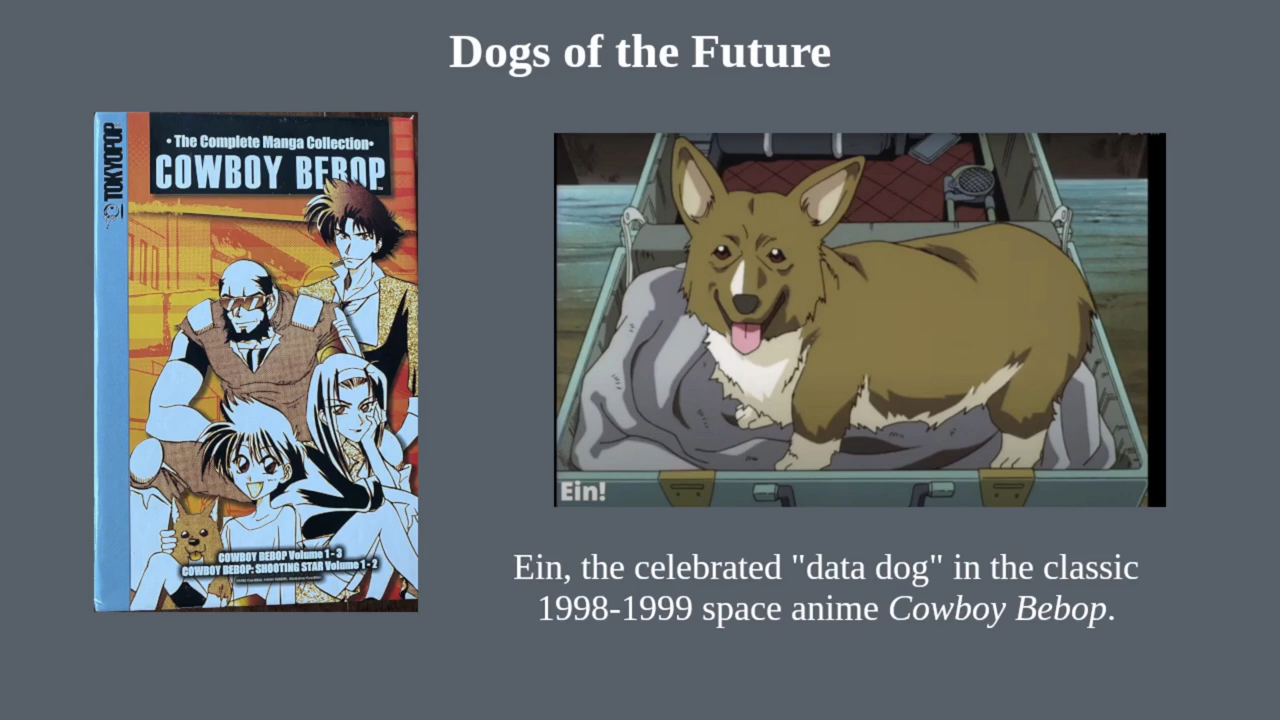 Dogs of the Future
TOKYOPOP
• The Complete Manga Collection•
COWBOY BEBOP
COWBOY BEBOP Volume 1 - 3
COWBOY BEBOP: SHOOTING STAR Volume 1 - 2
Ein!
Ein, the celebrated "data dog" in the classic
1998-1999 space anime Cowboy Bebop.